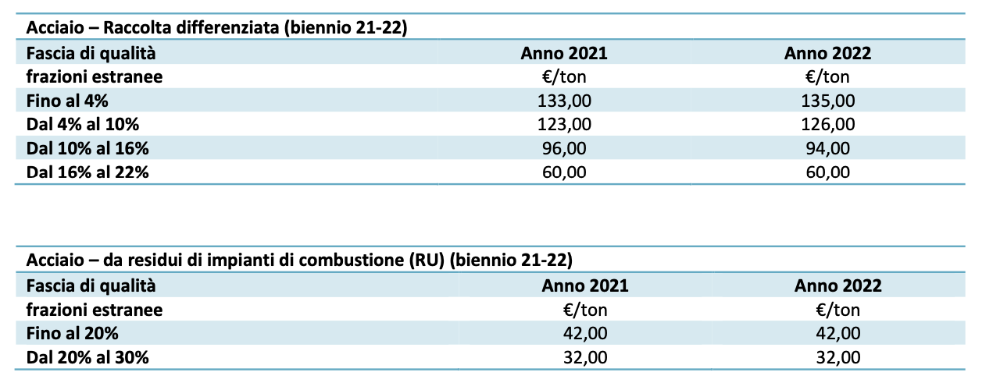 Acciaio – Raccolta differenziata (biennio 21-22)
Fascia di qualità Anno 2021 Anno 2022
frazioni estranee €/ton €/ton
Fino al 4% 133,00 135,00
Dal 4% al 10% 123,00 126,00
Dal 10% al 16% 96,00 94,00
Dal 16% al 22% 60,00 60,00
Acciaio – da residui di impianti di combustione (RU) (biennio 21-22)
Fascia di qualità Anno 2021 Anno 2022
frazioni estranee €/ton €/ton
Fino al 20% 42,00 42,00
Dal 20% al 30% 32,00 32,00